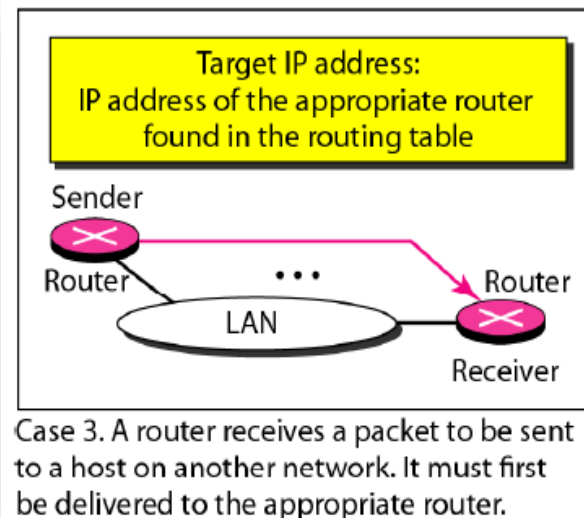 Target IP address:
IP address of the appropriate router
found in the routing table
Sender
Router
...
Router
LAN
Receiver
Case 3. A router receives a packet to be sent
to a host on another network. It must first
be delivered to the appropriate router.